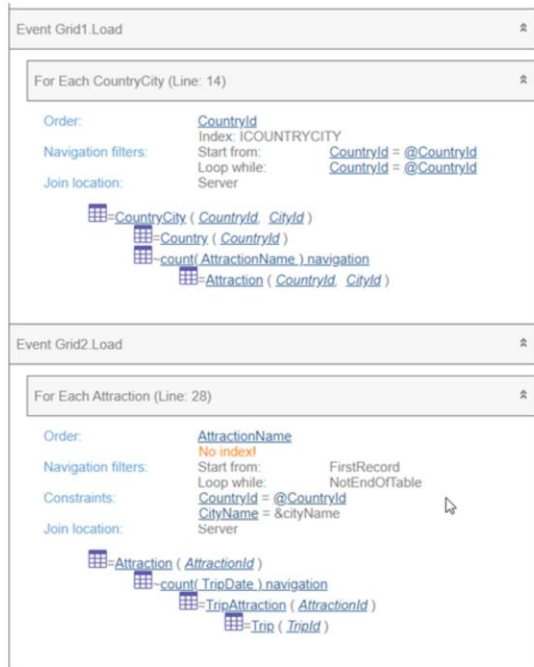 Event Grid1.Load
For Each CountryCity (Line: 14)
Order: CountryId
Index: ICOUNTRYCITY
Navigation filters: Start from: CountryId = @CountryId
Loop while: CountryId = @CountryId
Join location: Server
=CountryCity ( CountryId, CityId )
=Country ( CountryId )
~count( AttractionName ) navigation
=Attraction ( CountryId, CityId )
Event Grid2.Load
For Each Attraction (Line: 28)
Order: AttractionName
No index!
Navigation filters: Start from: FirstRecord
Loop while: NotEndOfTable
Constraints: CountryId = @CountryId
CityName = &cityName
Join location: Server
=Attraction ( AttractionId )
~count( TripDate ) navigation
=TripAttraction ( AttractionId )
=Trip ( TripId )